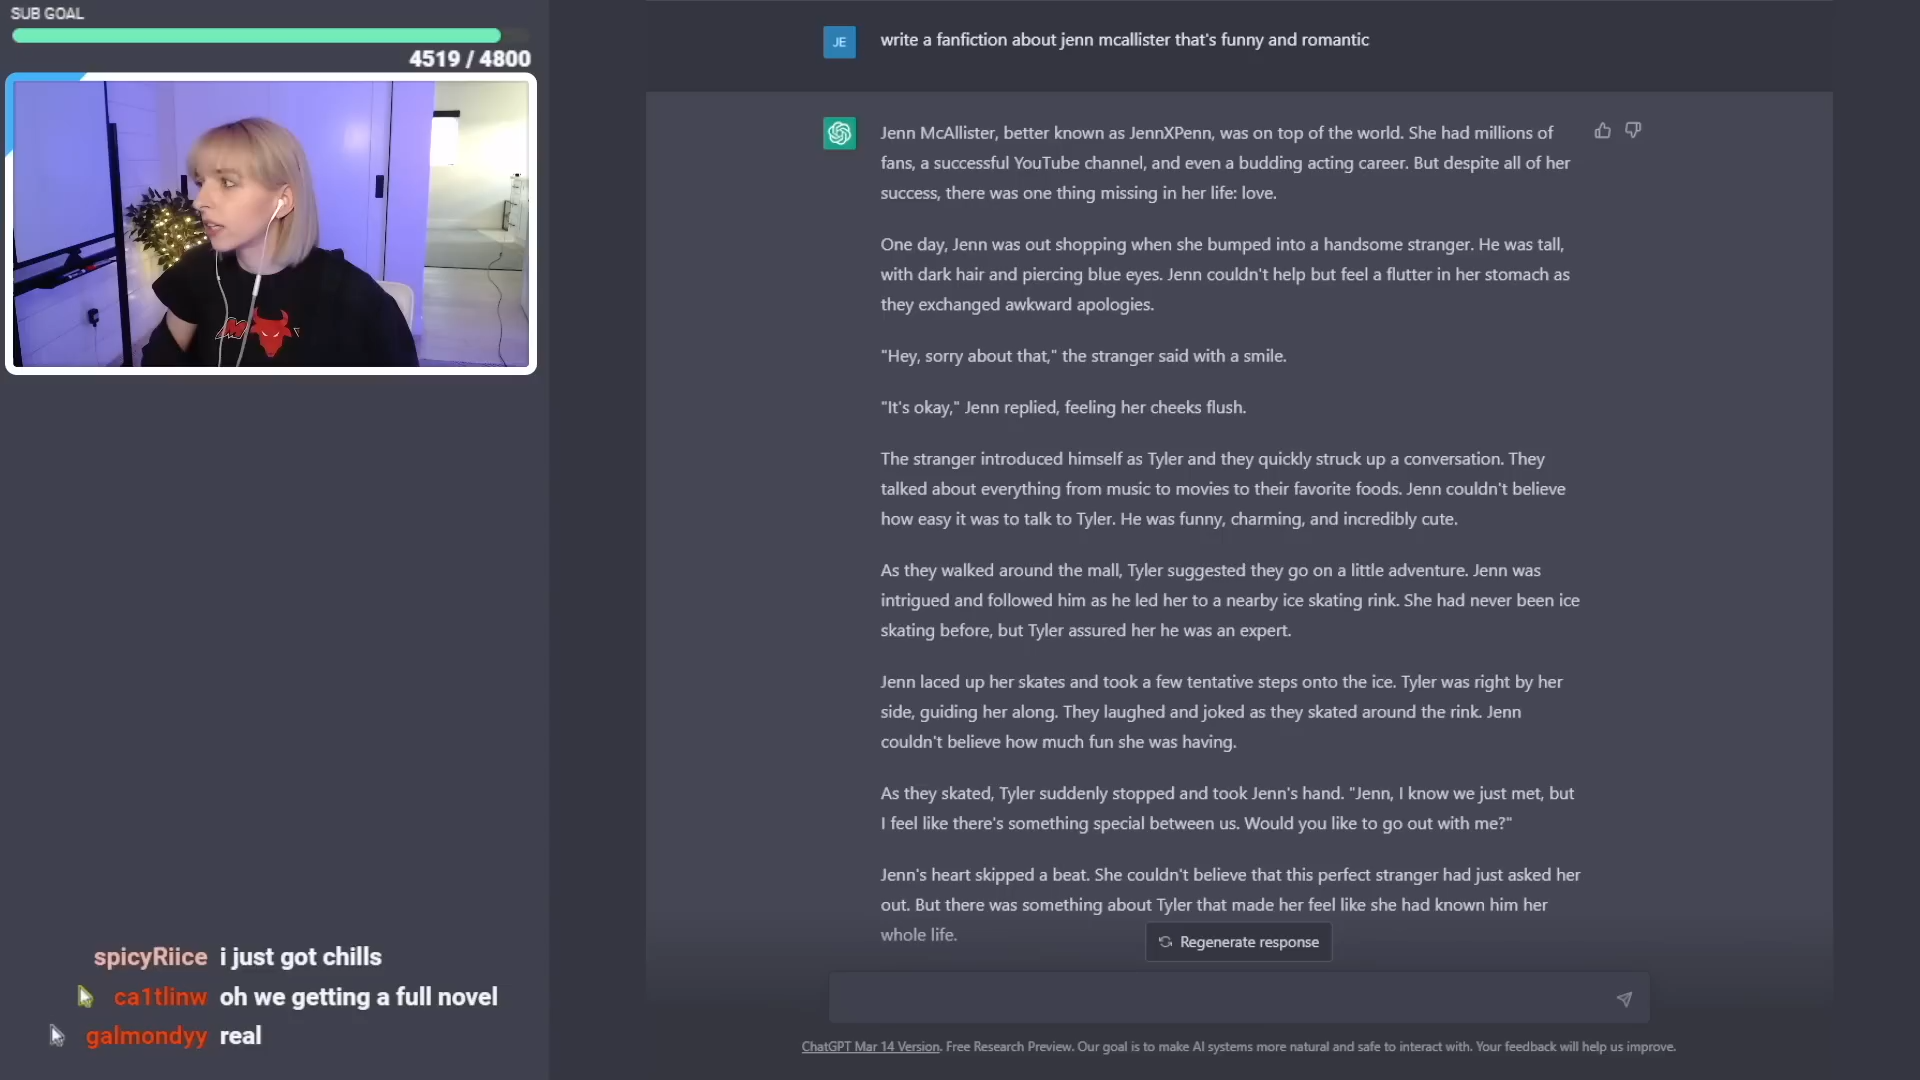 SUB GOAL
4519 / 4800
spicyRiice i just got chills
ca1tlinw oh we getting a full novel
galmondyy real
JE
write a fanfiction about jenn mcallister that's funny and romantic
Jenn McAllister, better known as JennXPenn, was on top of the world. She had millions of
fans, a successful YouTube channel, and even a budding acting career. But despite all of her
success, there was one thing missing in her life: love.
One day, Jenn was out shopping when she bumped into a handsome stranger. He was tall,
with dark hair and piercing blue eyes. Jenn couldn't help but feel a flutter in her stomach as
they exchanged awkward apologies.
"Hey, sorry about that," the stranger said with a smile.
"It's okay," Jenn replied, feeling her cheeks flush.
The stranger introduced himself as Tyler and they quickly struck up a conversation. They
talked about everything from music to movies to their favorite foods. Jenn couldn't believe
how easy it was to talk to Tyler. He was funny, charming, and incredibly cute.
As they walked around the mall, Tyler suggested they go on a little adventure. Jenn was
intrigued and followed him as he led her to a nearby ice skating rink. She had never been ice
skating before, but Tyler assured her he was an expert.
Jenn laced up her skates and took a few tentative steps onto the ice. Tyler was right by her
side, guiding her along. They laughed and joked as they skated around the rink. Jenn
couldn't believe how much fun she was having.
As they skated, Tyler suddenly stopped and took Jenn's hand. "Jenn, I know we just met, but
I feel like there's something special between us. Would you like to go out with me?"
Jenn's heart skipped a beat. She couldn't believe that this perfect stranger had just asked her
out. But there was something about Tyler that made her feel like she had known him her
whole life.
Regenerate response
ChatGPT Mar 14 Version. Free Research Preview. Our goal is to make AI systems more natural and safe to interact with. Your feedback will help us improve.